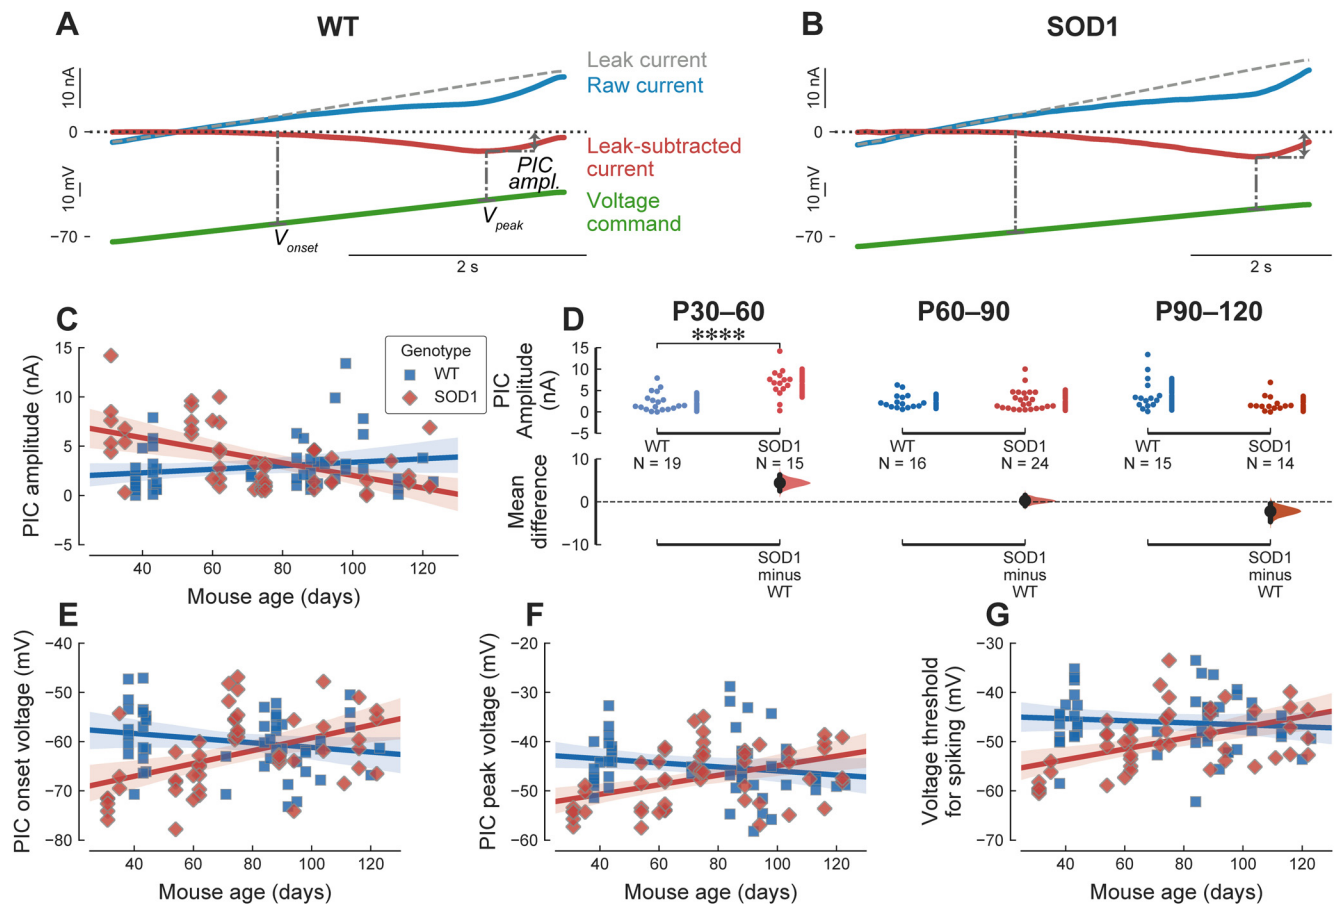 A
WT
B
SOD1
Leak current
Raw current
10 nA
0
Leak-subtracted
current
PIC
ampl.
10 mV
Voltage
command
V peak
V onset
−70
2 s
10 nA
0
10 mV
−70
2 s
C
PIC amplitude (nA)
15
10
5
0
−5
Genotype
WT
SOD1
40
60
80
100
120
Mouse age (days)
D
P30–60
P60–90
P90–120
****
PIC
Amplitude
(nA)
15
10
5
0
−5
WT
N = 19
SOD1
N = 15
WT
N = 16
SOD1
N = 24
WT
N = 15
SOD1
N = 14
Mean
difference
10
0
−10
SOD1
minus
WT
SOD1
minus
WT
SOD1
minus
WT
E
PIC onset voltage (mV)
−40
−50
−60
−70
−80
40
60
80
100
120
Mouse age (days)
F
PIC peak voltage (mV)
−20
−30
−40
−50
−60
40
60
80
100
120
Mouse age (days)
G
Voltage threshold
for spiking (mV)
−30
−40
−50
−60
−70
40
60
80
100
120
Mouse age (days)